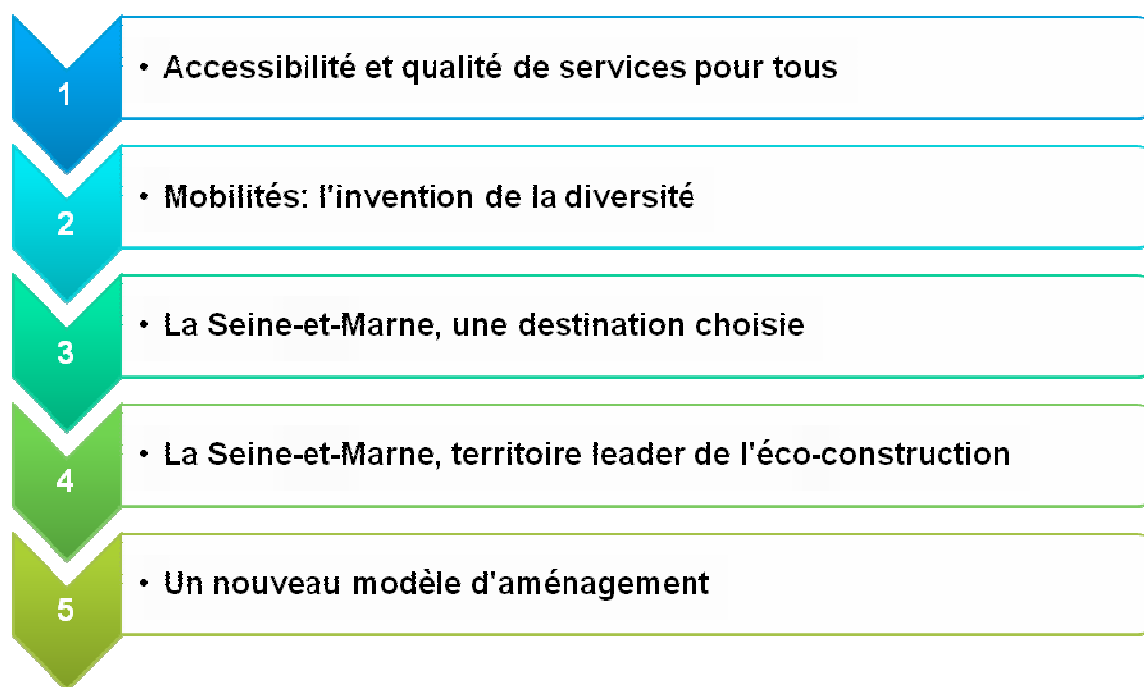 1
• Accessibilité et qualité de services pour tous
2
• Mobilités: l'invention de la diversité
3
• La Seine-et-Marne, une destination choisie
4
• La Seine-et-Marne, territoire leader de l'éco-construction
5
• Un nouveau modèle d'aménagement